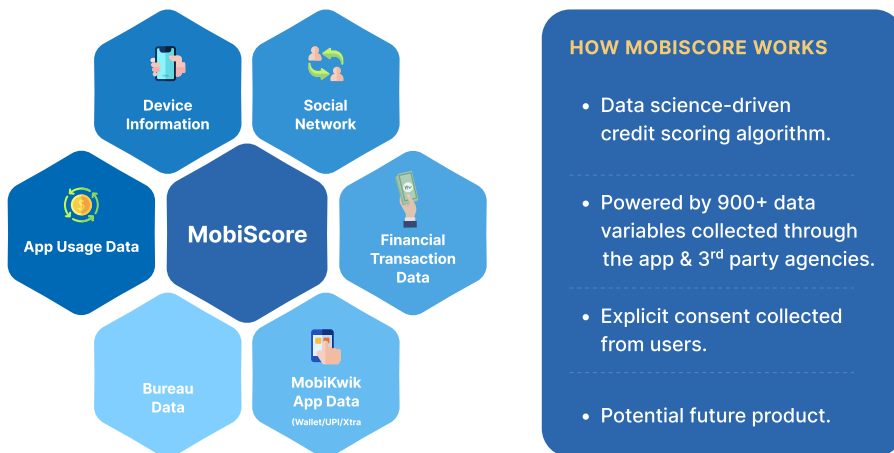 Device
Information
Social
Network
App Usage Data
MobiScore
Financial
Transaction
Data
Bureau
Data
MobiKwik
App Data
(Wallet/UPI/Xtra
HOW MOBISCORE WORKS
• Data science-driven
credit scoring algorithm.
• Powered by 900+ data
variables collected through
the app & 3rd party agencies.
• Explicit consent collected
from users.
• Potential future product.